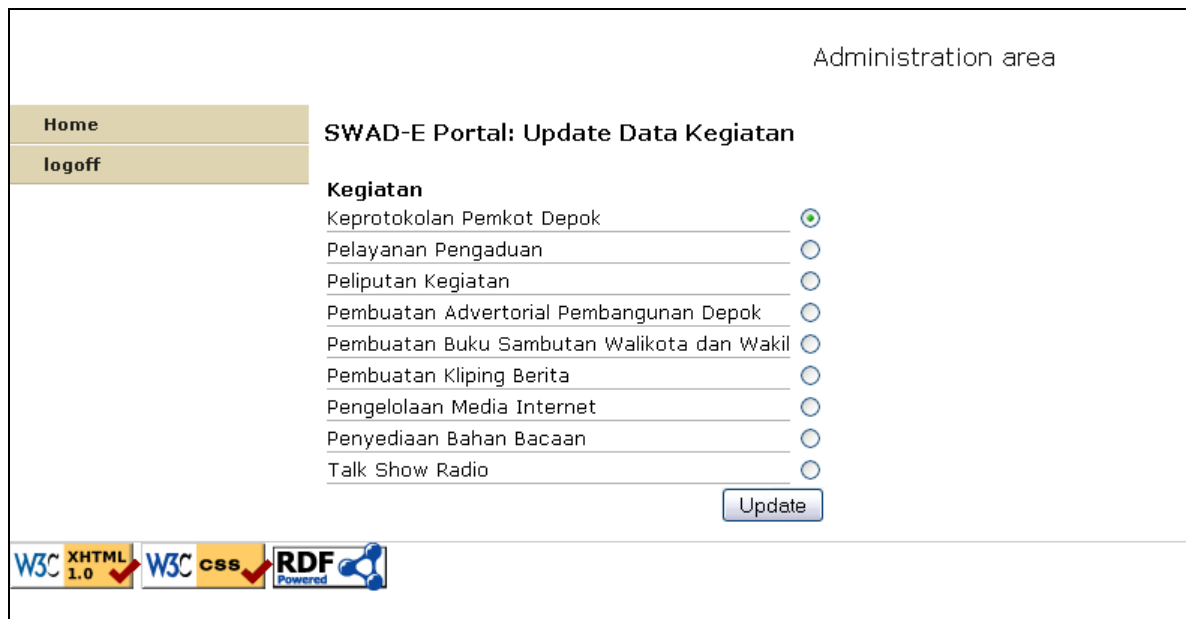 Administration area
Home
logoff
SWAD-E Portal: Update Data Kegiatan
Kegiatan
Keprotokolan Pemkot Depok
Pelayanan Pengaduan
Peliputan Kegiatan
Pembuatan Advertorial Pembangunan Depok
Pembuatan Buku Sambutan Walikota dan Wakil
Pembuatan Kliping Berita
Pengelolaan Media Internet
Penyediaan Bahan Bacaan
Talk Show Radio
Update
W3C XHTML 1.0
W3C css
RDF Powered